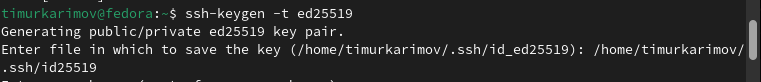 timurkarimov@fedora:~$ ssh-keygen -t ed25519
Generating public/private ed25519 key pair.
Enter file in which to save the key (/home/timurkarimov/.ssh/id_ed25519): /home/timurkarimov/
.ssh/id25519